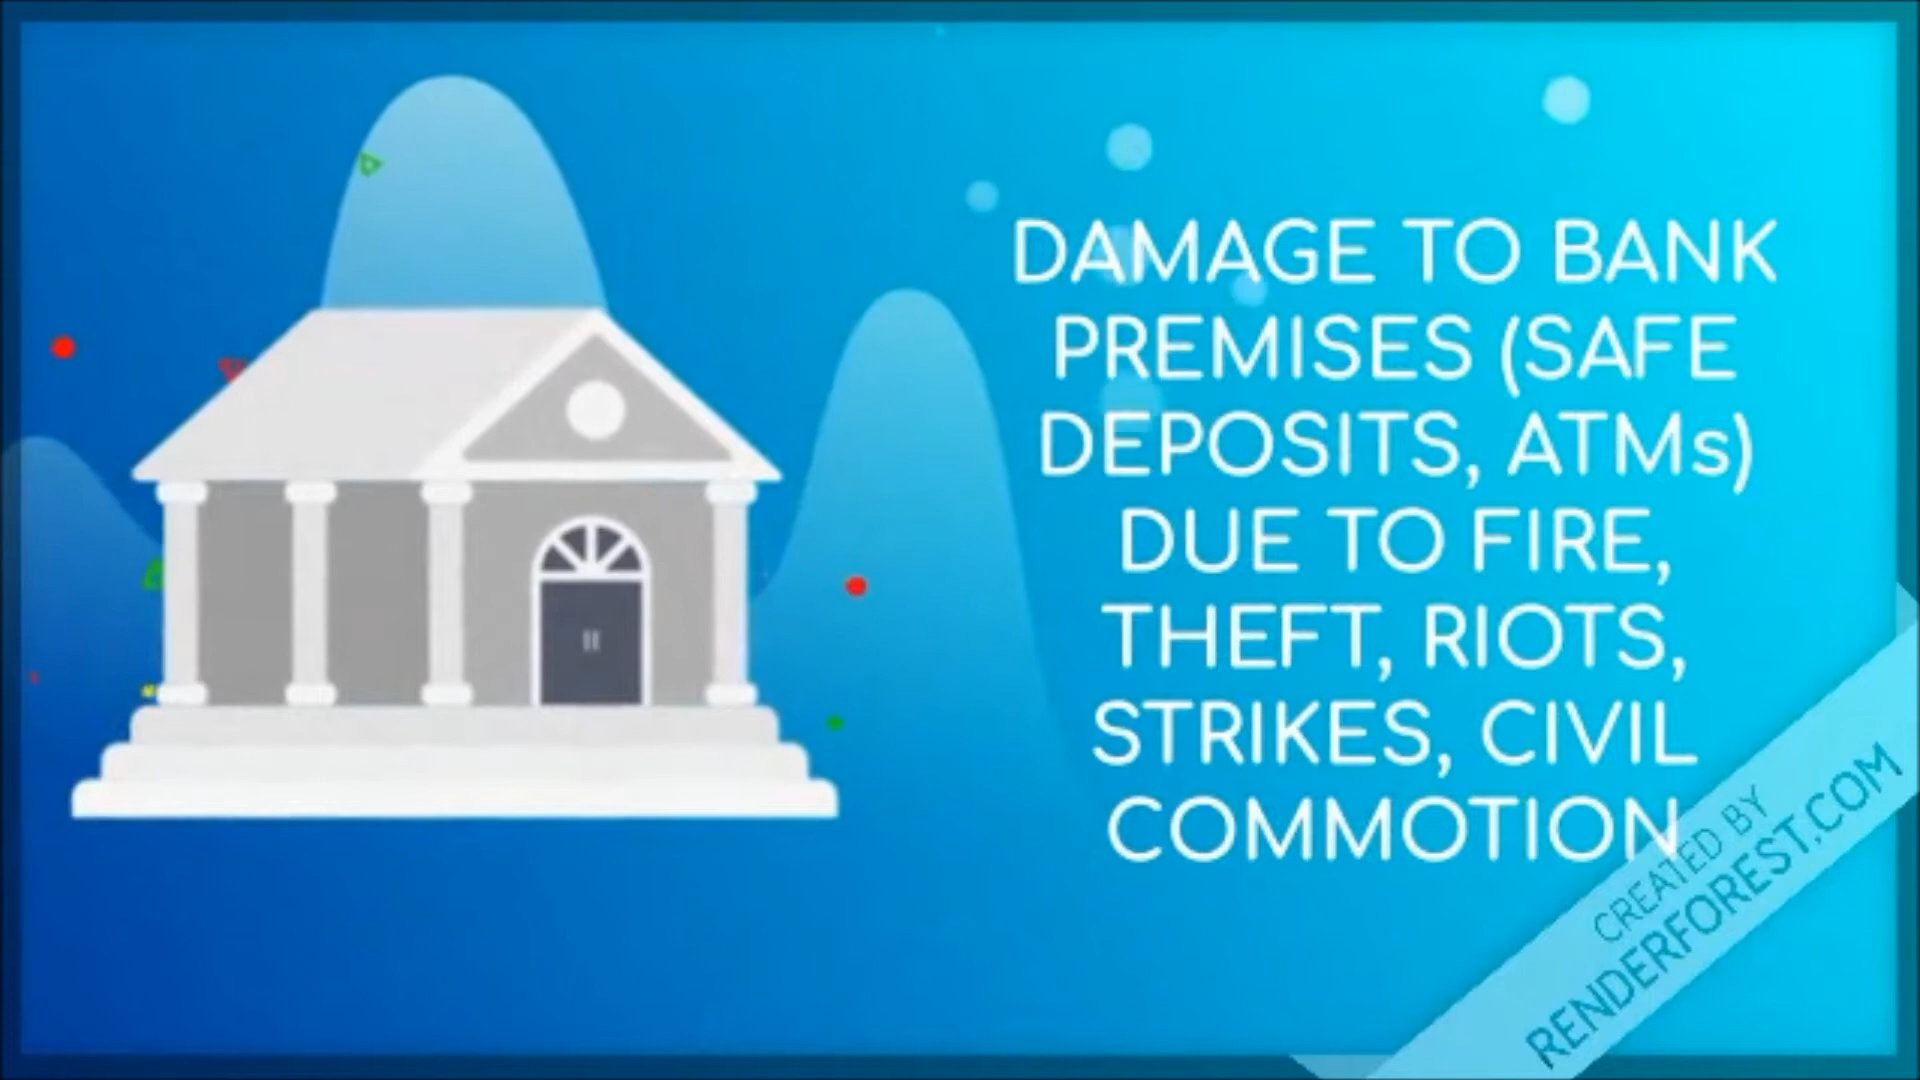 DAMAGE TO BANK
PREMISES (SAFE
DEPOSITS, ATMs)
DUE TO FIRE,
THEFT, RIOTS,
STRIKES, CIVIL
COMMOTION
CREATED BY
RENDERFOREST.COM